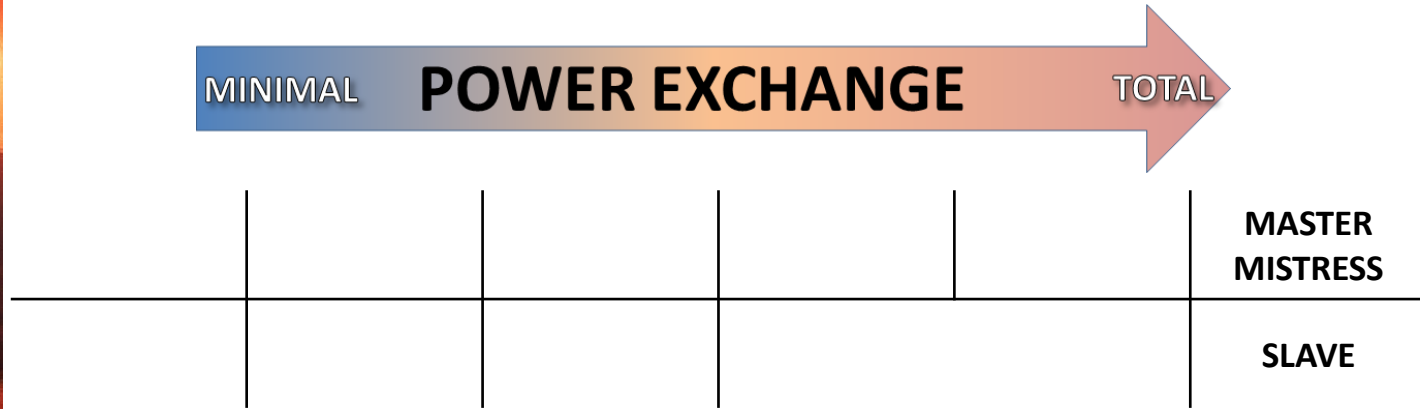 MINIMAL POWER EXCHANGE TOTAL
MASTER
MISTRESS
SLAVE